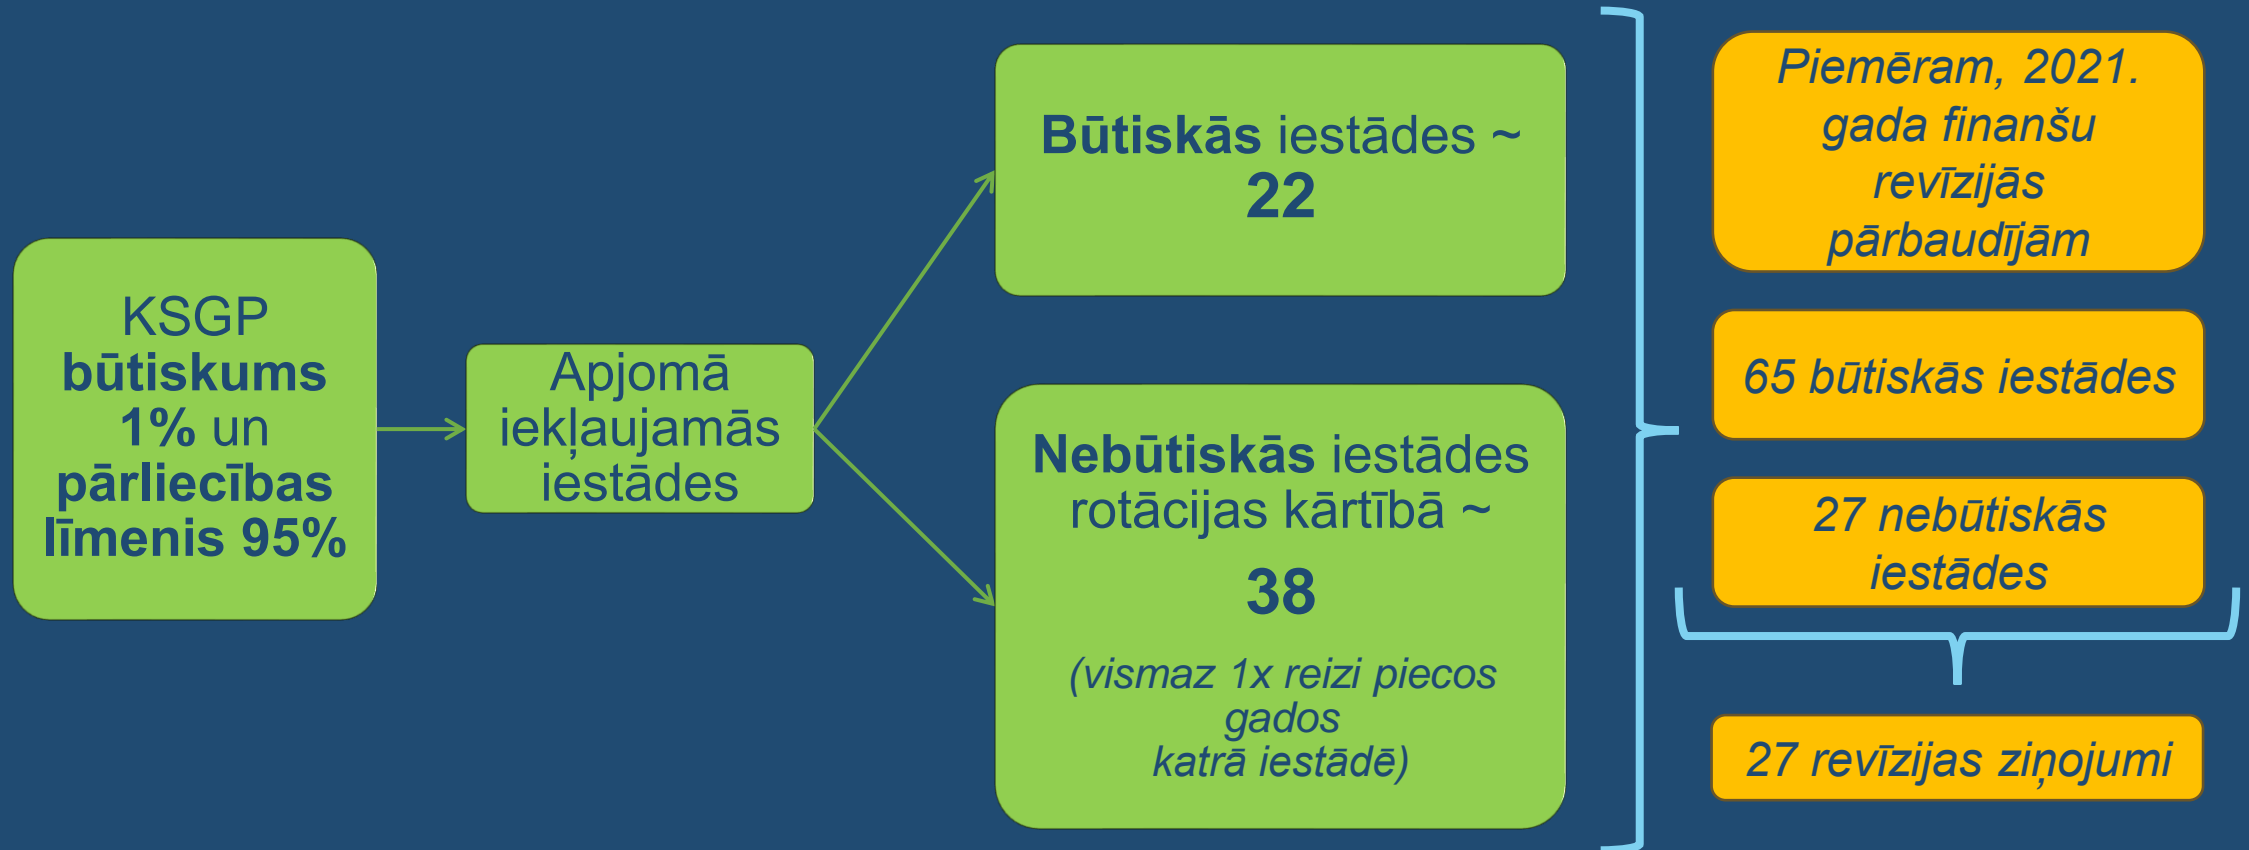 KSGP
būtiskums
1% un
pārliecības
līmenis 95%
Apjomā
iekļaujamās
iestādes
Būtiskās iestādes ~
22
Nebūtiskās iestādes
rotācijas kārtībā ~
38
(vismaz 1x reizi piecos
gados
katrā iestādē)
Piemēram, 2021.
gada finanšu
revīzijās
pārbaudījām
65 būtiskās iestādes
27 nebūtiskās
iestādes
27 revīzijas ziņojumi